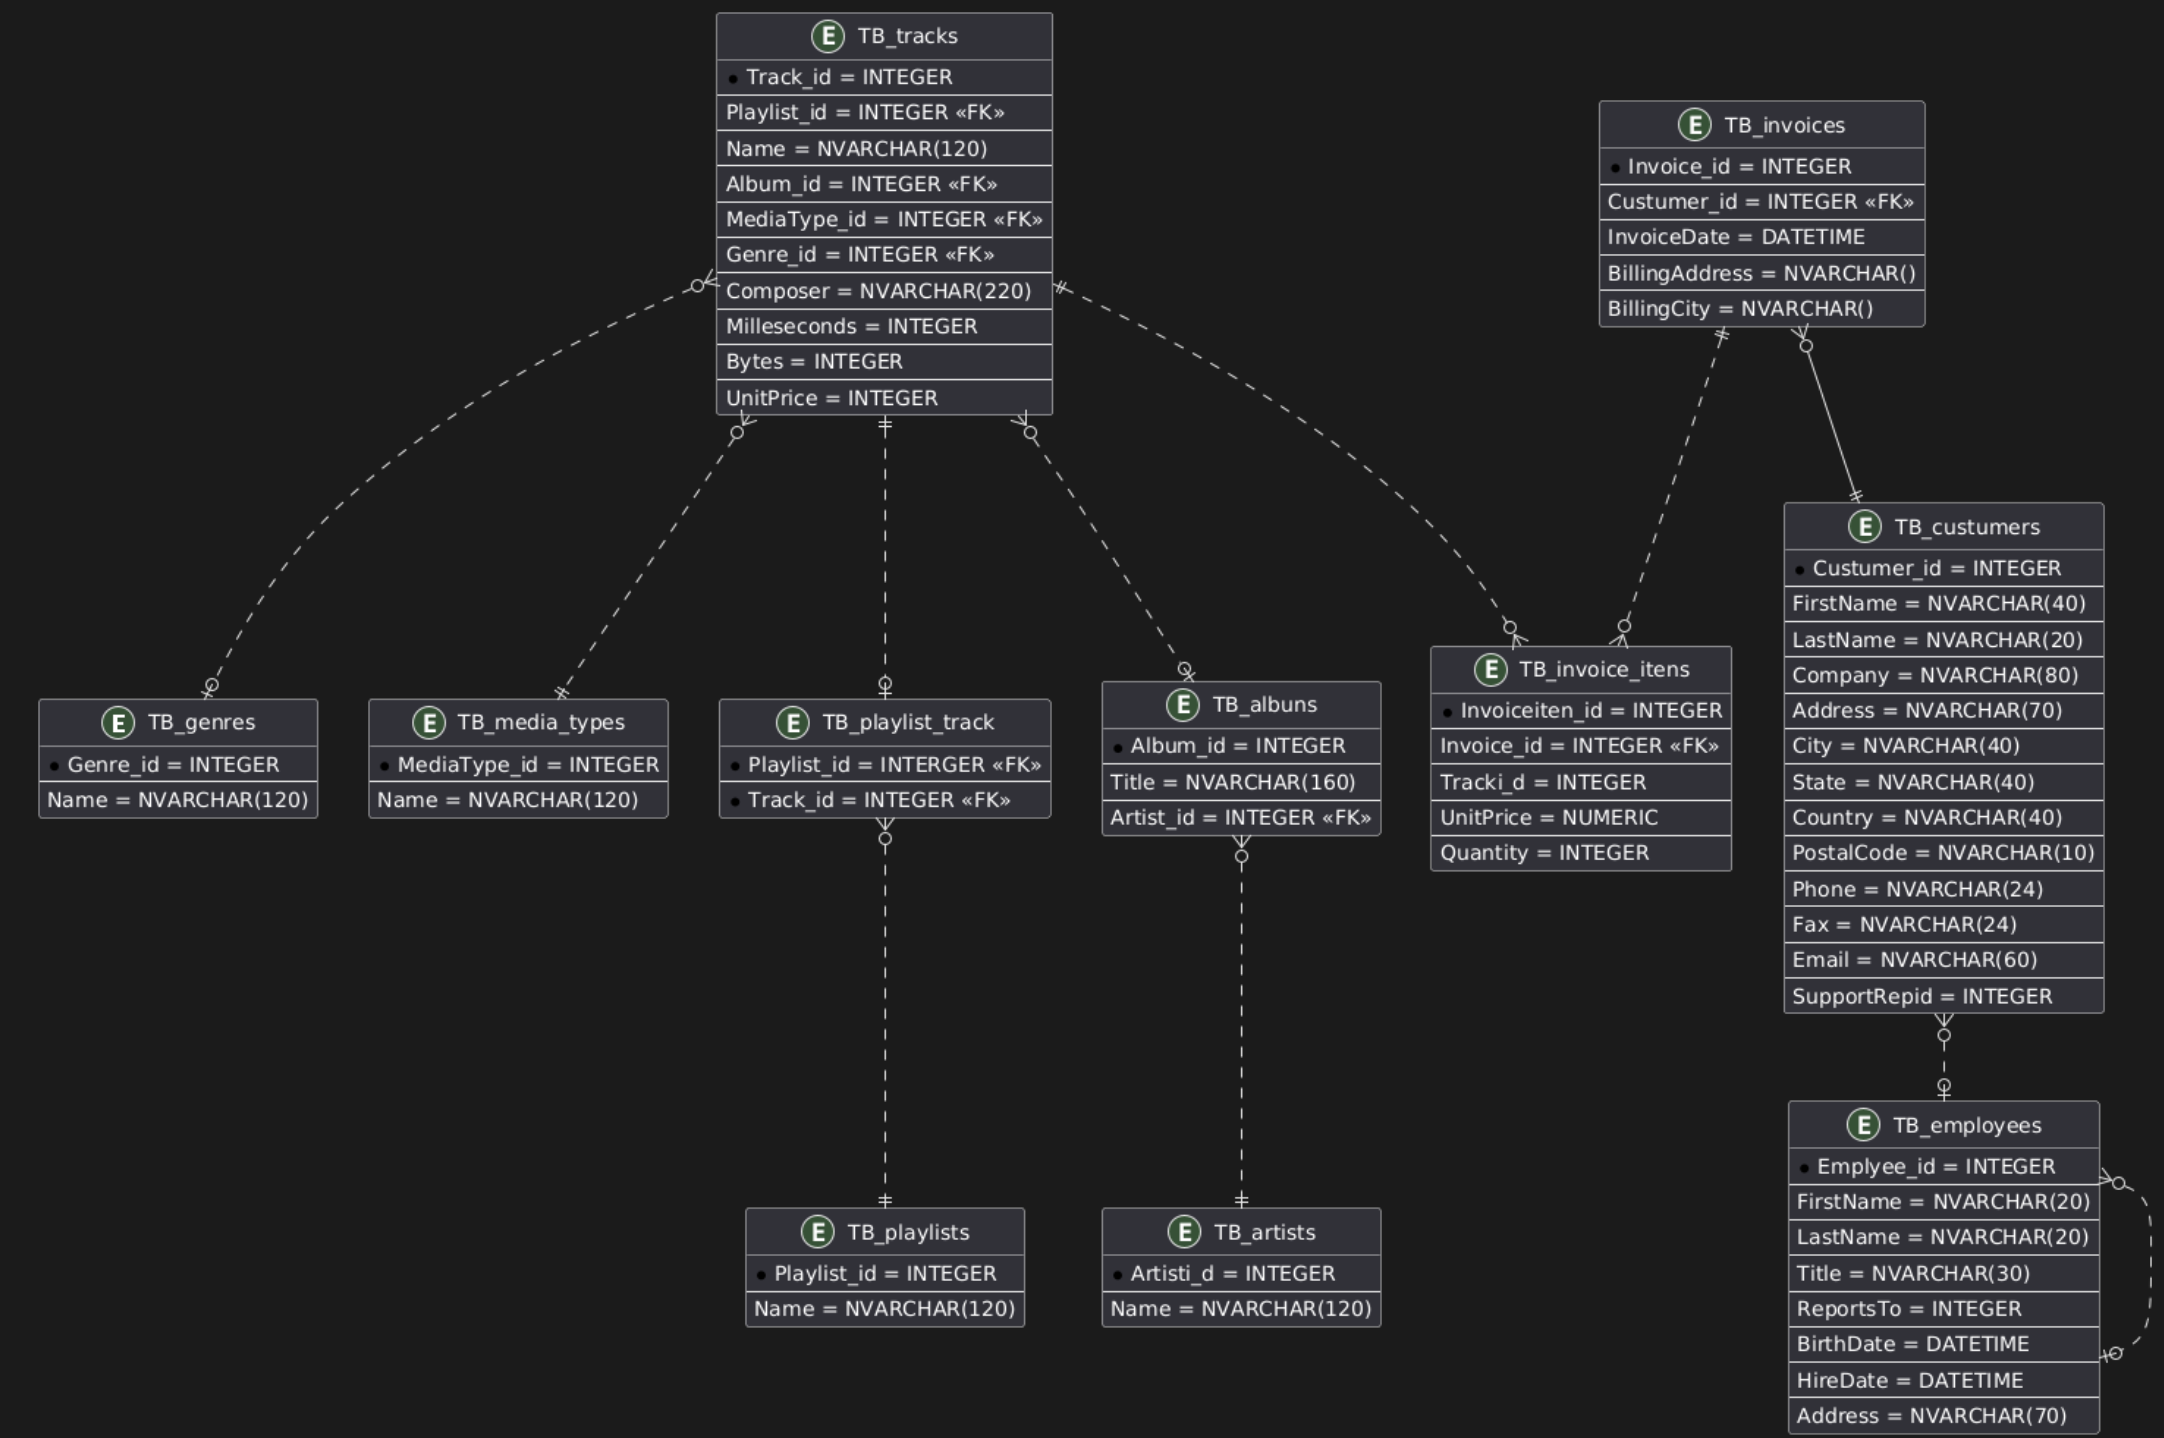 E TB_tracks
Track_id = INTEGER
Playlist_id = INTEGER «FK»
Name = NVARCHAR(120)
Album_id = INTEGER «FK»
MediaType_id = INTEGER «FK»
Genre_id = INTEGER «FK»
Composer = NVARCHAR(220)
Milleseconds = INTEGER
Bytes = INTEGER
UnitPrice = INTEGER
E TB_invoices
Invoice_id = INTEGER
Custumer_id = INTEGER «FK»
InvoiceDate = DATETIME
BillingAddress = NVARCHAR()
BillingCity = NVARCHAR()
E TB_genres
Genre_id = INTEGER
Name = NVARCHAR(120)
E TB_media_types
MediaType_id = INTEGER
Name = NVARCHAR(120)
E TB_playlist_track
Playlist_id = INTERGER «FK»
Track_id = INTEGER «FK»
E TB_albuns
Album_id = INTEGER
Title = NVARCHAR(160)
Artist_id = INTEGER «FK»
E TB_invoice_itens
Invoiceiten_id = INTEGER
Invoice_id = INTEGER «FK»
Tracki_d = INTEGER
UnitPrice = NUMERIC
Quantity = INTEGER
E TB_custumers
Custumer_id = INTEGER
FirstName = NVARCHAR(40)
LastName = NVARCHAR(20)
Company = NVARCHAR(80)
Address = NVARCHAR(70)
City = NVARCHAR(40)
State = NVARCHAR(40)
Country = NVARCHAR(40)
PostalCode = NVARCHAR(10)
Phone = NVARCHAR(24)
Fax = NVARCHAR(24)
Email = NVARCHAR(60)
SupportRepid = INTEGER
E TB_playlists
Playlist_id = INTEGER
Name = NVARCHAR(120)
E TB_artists
Artisti_d = INTEGER
Name = NVARCHAR(120)
E TB_employees
Emplyee_id = INTEGER
FirstName = NVARCHAR(20)
LastName = NVARCHAR(20)
Title = NVARCHAR(30)
ReportsTo = INTEGER
BirthDate = DATETIME
HireDate = DATETIME
Address = NVARCHAR(70)